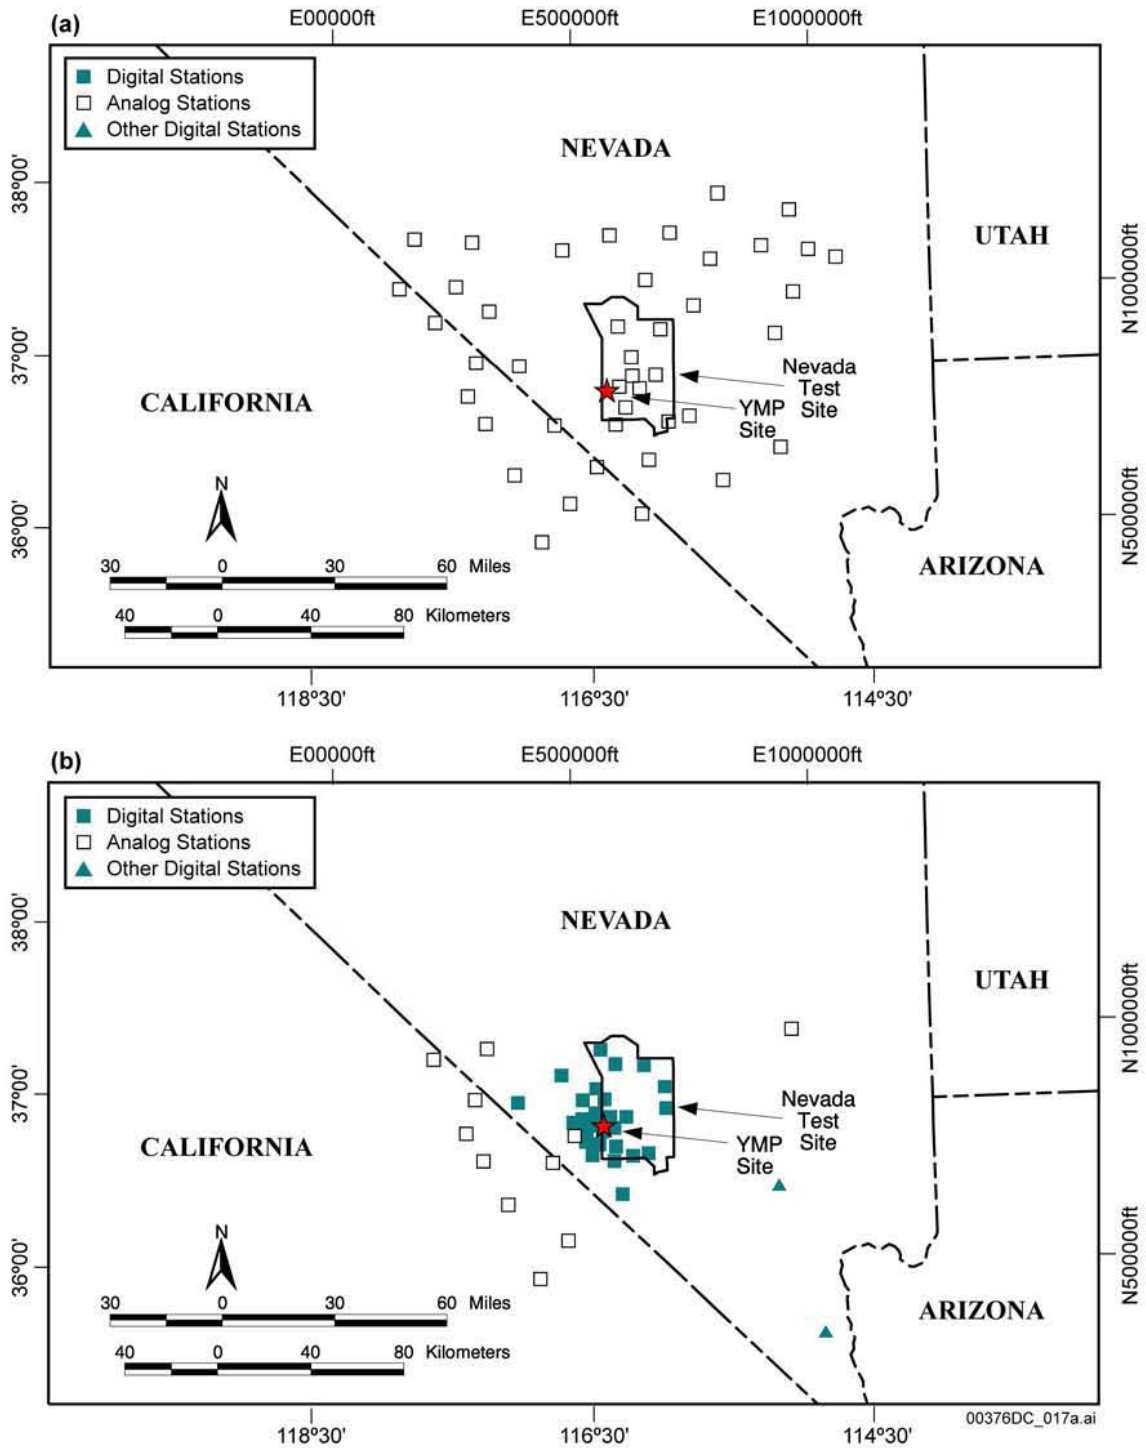 (a)
E00000ft E500000ft E1000000ft
Digital Stations
Analog Stations
Other Digital Stations
NEVADA
UTAH
CALIFORNIA
ARIZONA
Nevada
Test
Site
YMP
Site
38°00'
37°00'
36°00'
N1000000ft
N500000ft
N
30 0 30 60 Miles
40 0 40 80 Kilometers
118°30' 116°30' 114°30'
(b)
E00000ft E500000ft E1000000ft
Digital Stations
Analog Stations
Other Digital Stations
NEVADA
UTAH
CALIFORNIA
ARIZONA
Nevada
Test
Site
YMP
Site
38°00'
37°00'
36°00'
N1000000ft
N500000ft
N
30 0 30 60 Miles
40 0 40 80 Kilometers
00376DC_017a.ai
118°30' 116°30' 114°30'